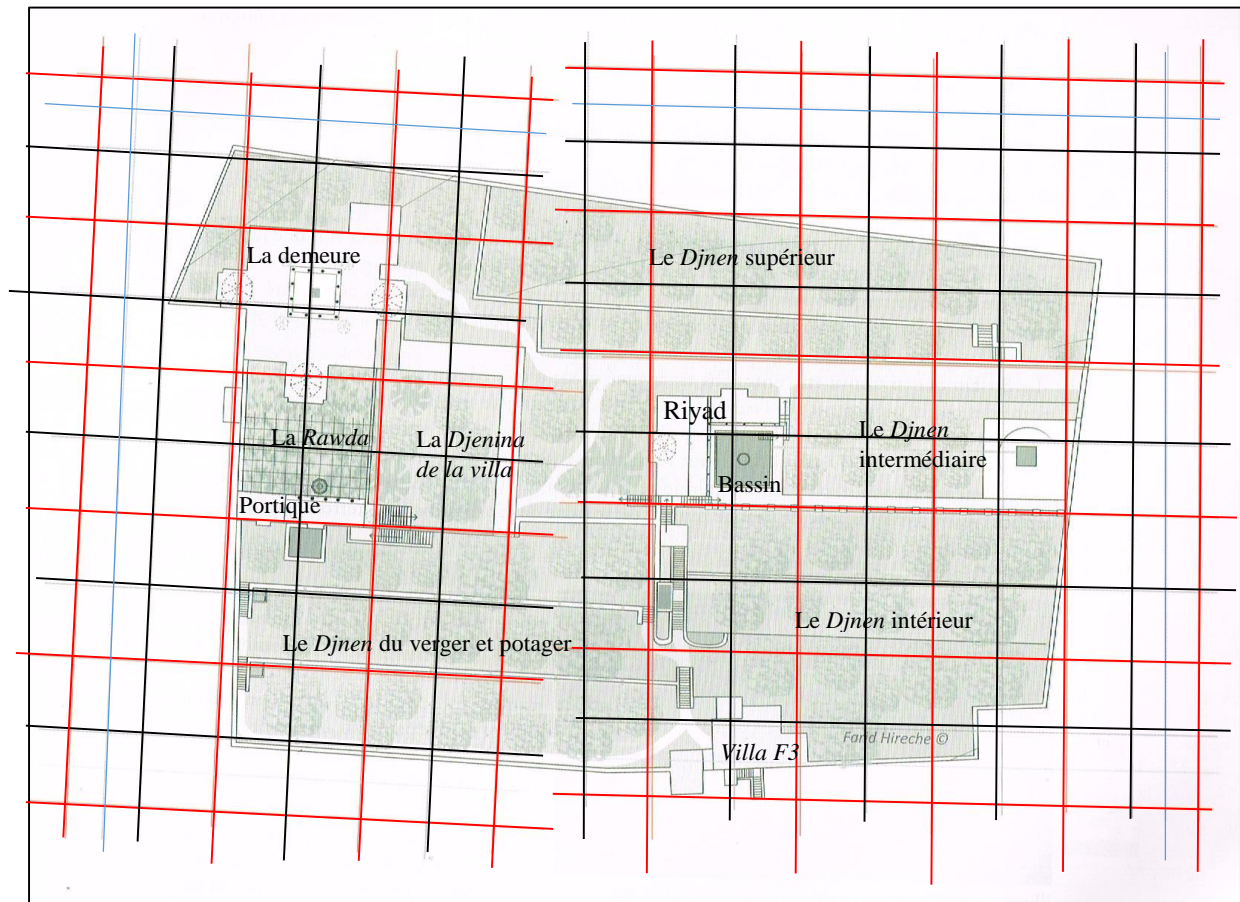 La demeure
Le Djnen supérieur
Riyad
La Rawda
La Djenina
de la villa
Le Djnen
intermédiaire
Bassin
Portique
Le Djnen intérieur
Le Djnen du verger et potager
Farid Hireche ©
Villa F3